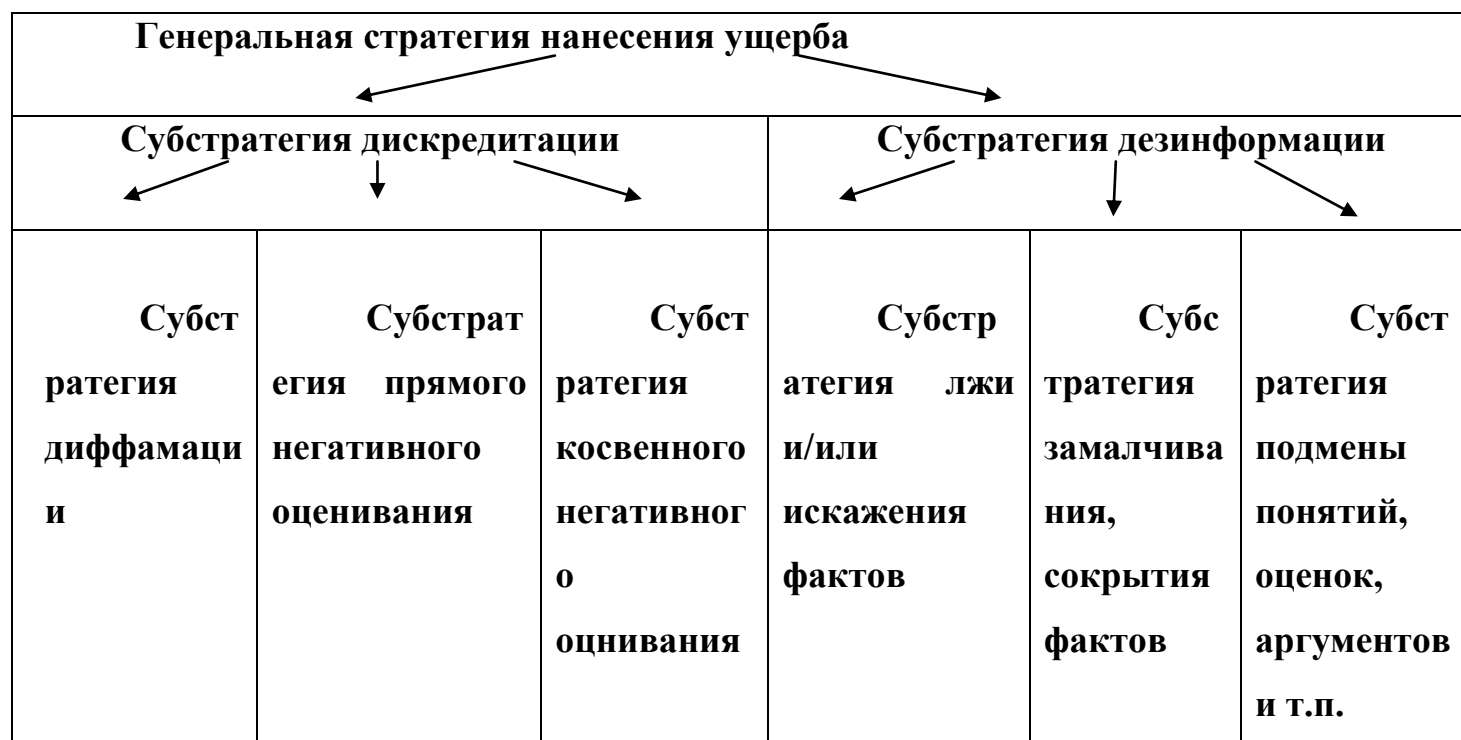 Генеральная стратегия нанесения ущерба
Субстратегия дискредитации
Субстратегия дезинформации
Субст
ратегия
диффамаци
и
Субстрат
егия прямого
негативного
оценивания
Субст
ратегия
косвенного
негативног
о
оцнивания
Субстр
атегия лжи
и/или
искажения
фактов
Субс
тратегия
замалчива
ния,
сокрытия
фактов
Субст
ратегия
подмены
понятий,
оценок,
аргументов
и т.п.